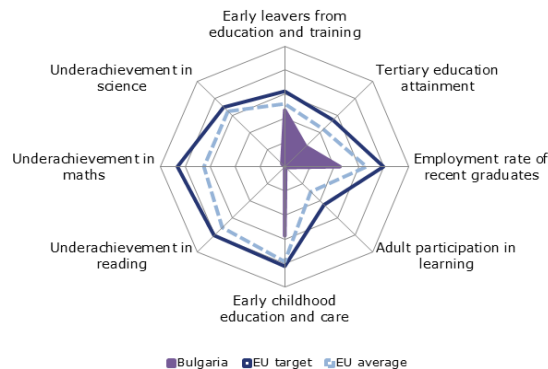 Early leavers from
education and training
Underachievement in
science
Tertiary education
attainment
Underachievement in
maths
Employment rate of
recent graduates
Underachievement in
reading
Adult participation in
learning
Early childhood
education and care
Bulgaria EU target EU average